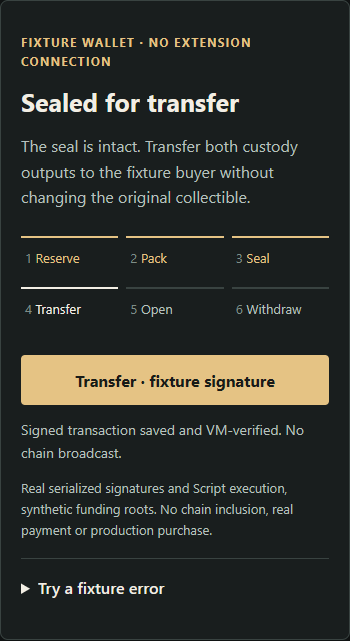 FIXTURE WALLET · NO EXTENSION
CONNECTION
Sealed for transfer
The seal is intact. Transfer both custody
outputs to the fixture buyer without
changing the original collectible.
1 Reserve
2 Pack
3 Seal
4 Transfer
5 Open
6 Withdraw
Transfer · fixture signature
Signed transaction saved and VM-verified. No
chain broadcast.
Real serialized signatures and Script execution,
synthetic funding roots. No chain inclusion, real
payment or production purchase.
Try a fixture error